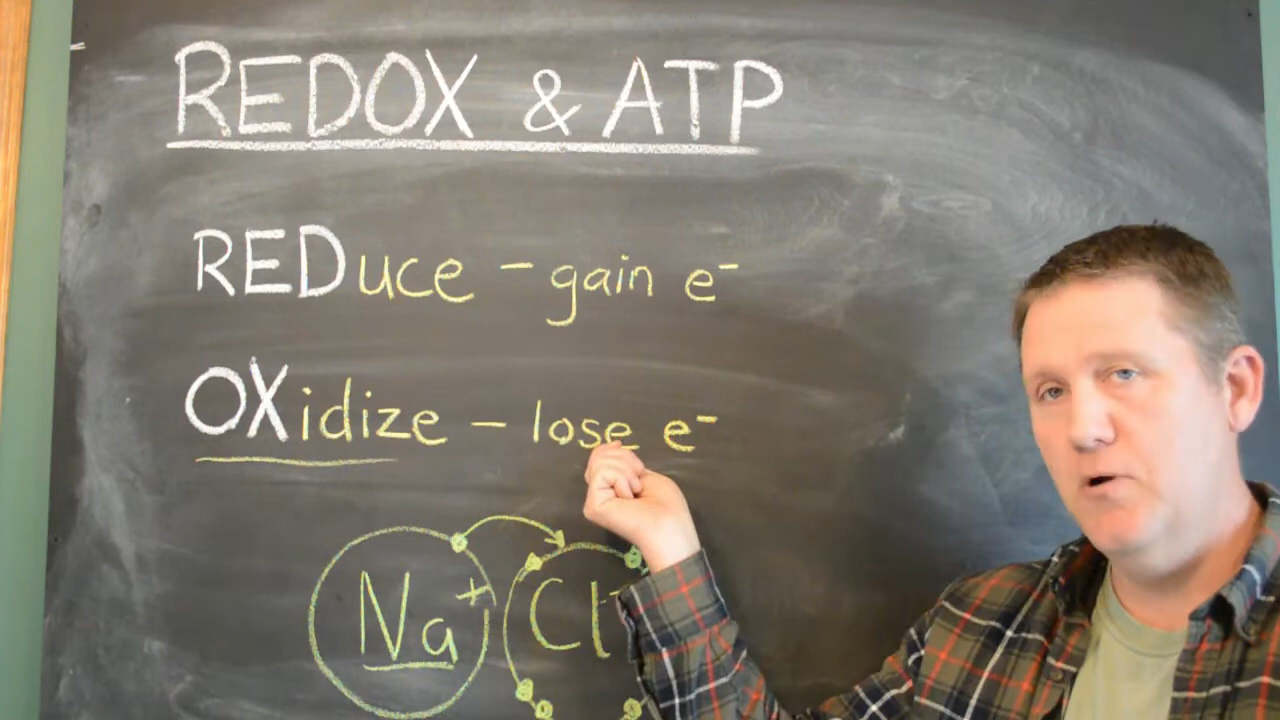 REDOX & ATP
REDuce - gain e⁻
OXidize - lose e⁻
Na⁺ Cl⁻